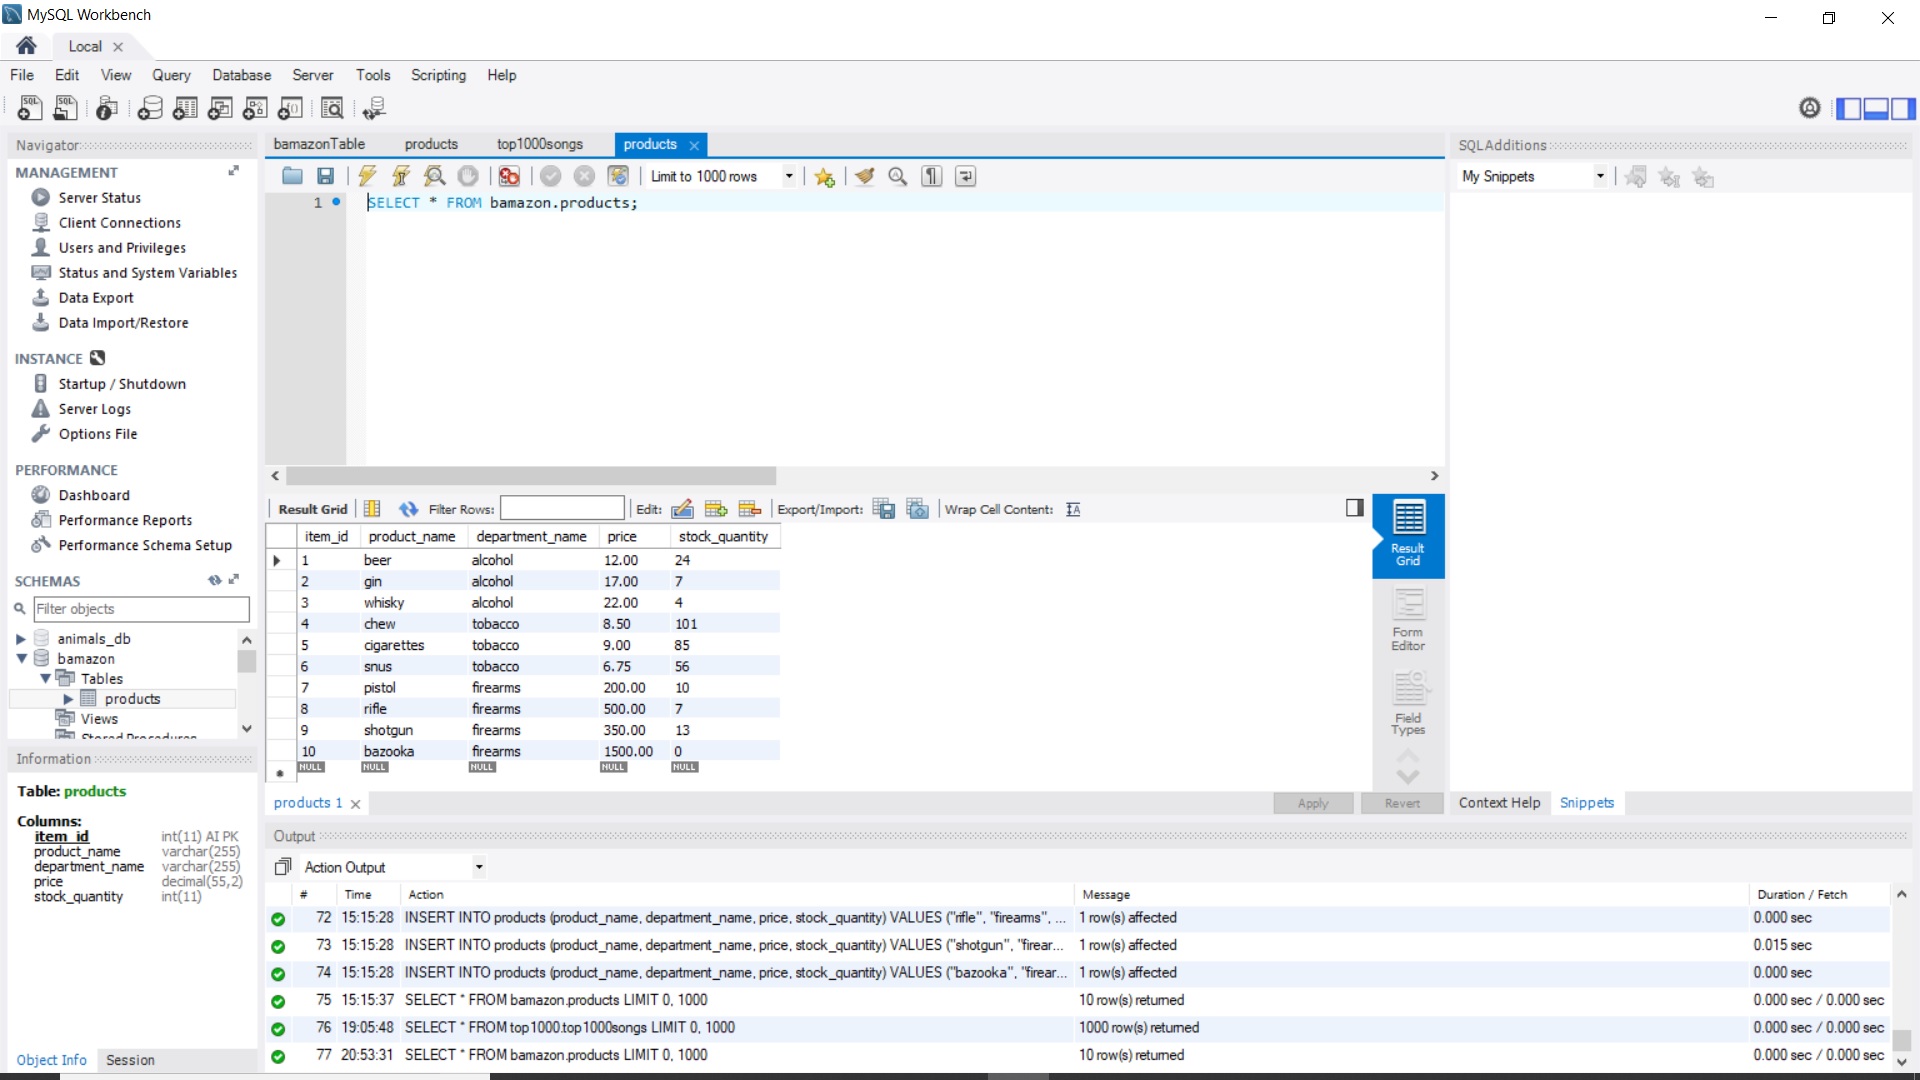 MySQL Workbench
Local
File Edit View Query Database Server Tools Scripting Help
Navigator
MANAGEMENT
Server Status
Client Connections
Users and Privileges
Status and System Variables
Data Export
Data Import/Restore
INSTANCE
Startup / Shutdown
Server Logs
Options File
PERFORMANCE
Dashboard
Performance Reports
Performance Schema Setup
SCHEMAS
Filter objects
animals_db
bamazon
Tables
products
Views
Stored Procedures
Information
Table: products
Columns:
item_id int(11) AI PK
product_name varchar(255)
department_name varchar(255)
price decimal(55,2)
stock_quantity int(11)
Object Info Session
bamazonTable products top1000songs products
Limit to 1000 rows
1 SELECT * FROM bamazon.products;
Result Grid Filter Rows: Edit: Export/Import: Wrap Cell Content:
item_id product_name department_name price stock_quantity
1 beer alcohol 12.00 24
2 gin alcohol 17.00 7
3 whisky alcohol 22.00 4
4 chew tobacco 8.50 101
5 cigarettes tobacco 9.00 85
6 snus tobacco 6.75 56
7 pistol firearms 200.00 10
8 rifle firearms 500.00 7
9 shotgun firearms 350.00 13
10 bazooka firearms 1500.00 0
NULL NULL NULL NULL NULL
Result
Grid
Form
Editor
Field
Types
products 1 Apply Revert
SQLAdditions
My Snippets
Context Help Snippets
Output
Action Output
# Time Action Message Duration / Fetch
72 15:15:28 INSERT INTO products (product_name, department_name, price, stock_quantity) VALUES ("rifle", "firearms", ... 1 row(s) affected 0.000 sec
73 15:15:28 INSERT INTO products (product_name, department_name, price, stock_quantity) VALUES ("shotgun", "firear... 1 row(s) affected 0.015 sec
74 15:15:28 INSERT INTO products (product_name, department_name, price, stock_quantity) VALUES ("bazooka", "firear... 1 row(s) affected 0.000 sec
75 15:15:37 SELECT * FROM bamazon.products LIMIT 0, 1000 10 row(s) returned 0.000 sec / 0.000 sec
76 19:05:48 SELECT * FROM top1000.top1000songs LIMIT 0, 1000 1000 row(s) returned 0.000 sec / 0.000 sec
77 20:53:31 SELECT * FROM bamazon.products LIMIT 0, 1000 10 row(s) returned 0.000 sec / 0.000 sec